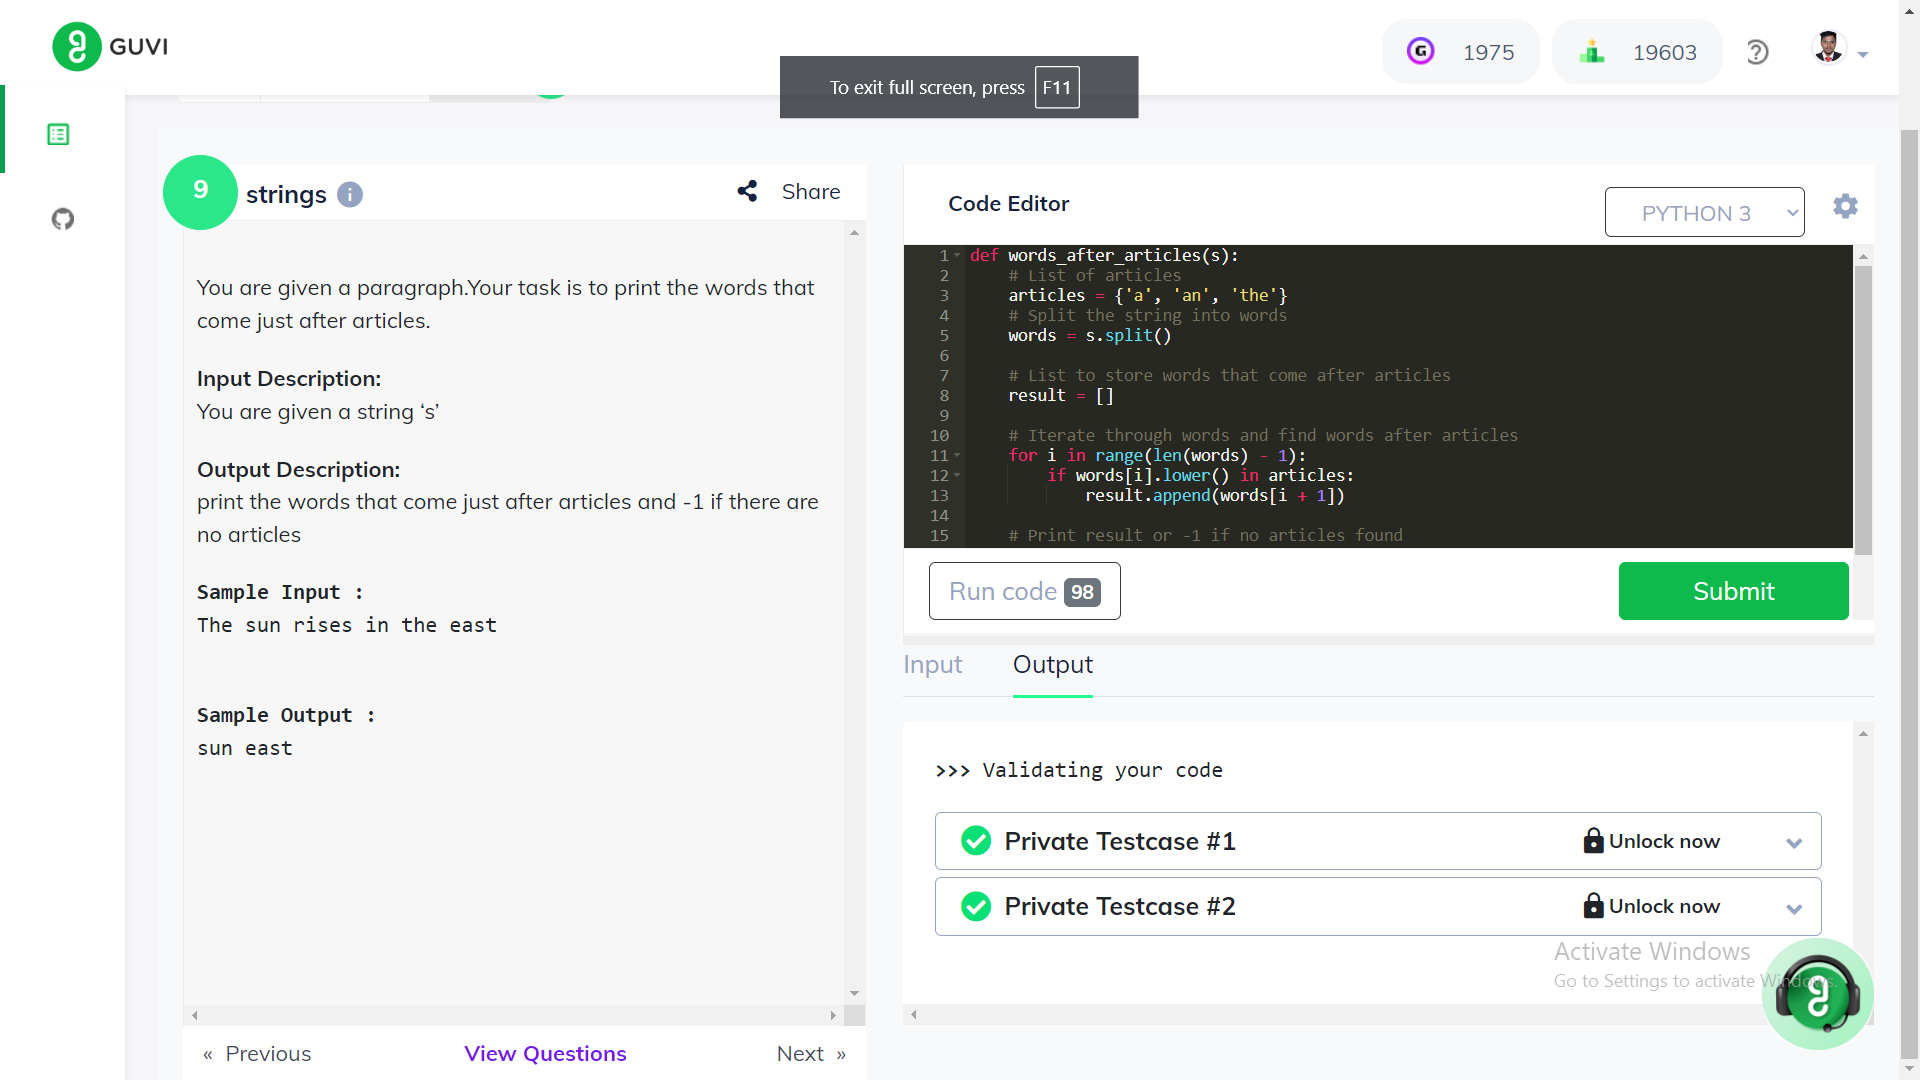 GUVI
1975
19603
To exit full screen, press F11
9
strings
Share
You are given a paragraph.Your task is to print the words that
come just after articles.
Input Description:
You are given a string ‘s’
Output Description:
print the words that come just after articles and -1 if there are
no articles
Sample Input :
The sun rises in the east
Sample Output :
sun east
« Previous
View Questions
Next »
Code Editor
PYTHON 3
1 def words_after_articles(s):
2 # List of articles
3 articles = {'a', 'an', 'the'}
4 # Split the string into words
5 words = s.split()
6
7 # List to store words that come after articles
8 result = []
9
10 # Iterate through words and find words after articles
11 for i in range(len(words) - 1):
12 if words[i].lower() in articles:
13 result.append(words[i + 1])
14
15 # Print result or -1 if no articles found
Run code 98
Submit
Input
Output
>>> Validating your code
Private Testcase #1
Unlock now
Private Testcase #2
Unlock now
Activate Windows
Go to Settings to activate Windows.